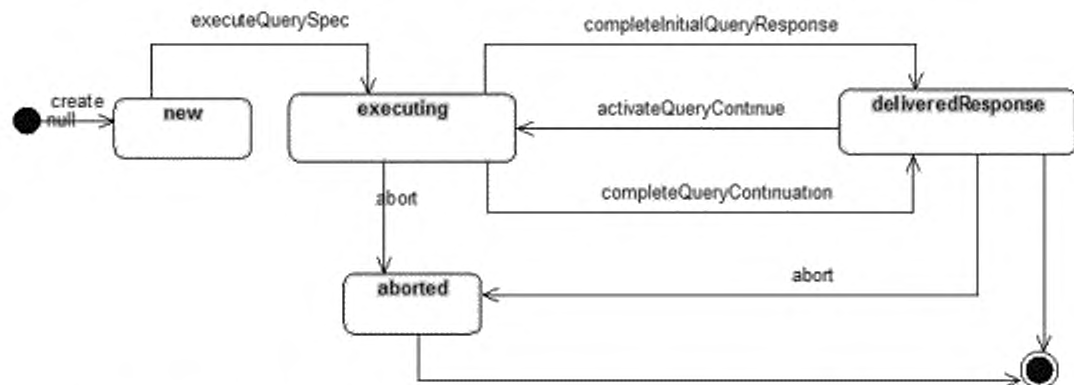 executeQuerySpec
completeInitialQueryResponse
create
null
new
executing
deliveredResponse
activateQueryContinue
abort
completeQueryContinuation
abort
aborted